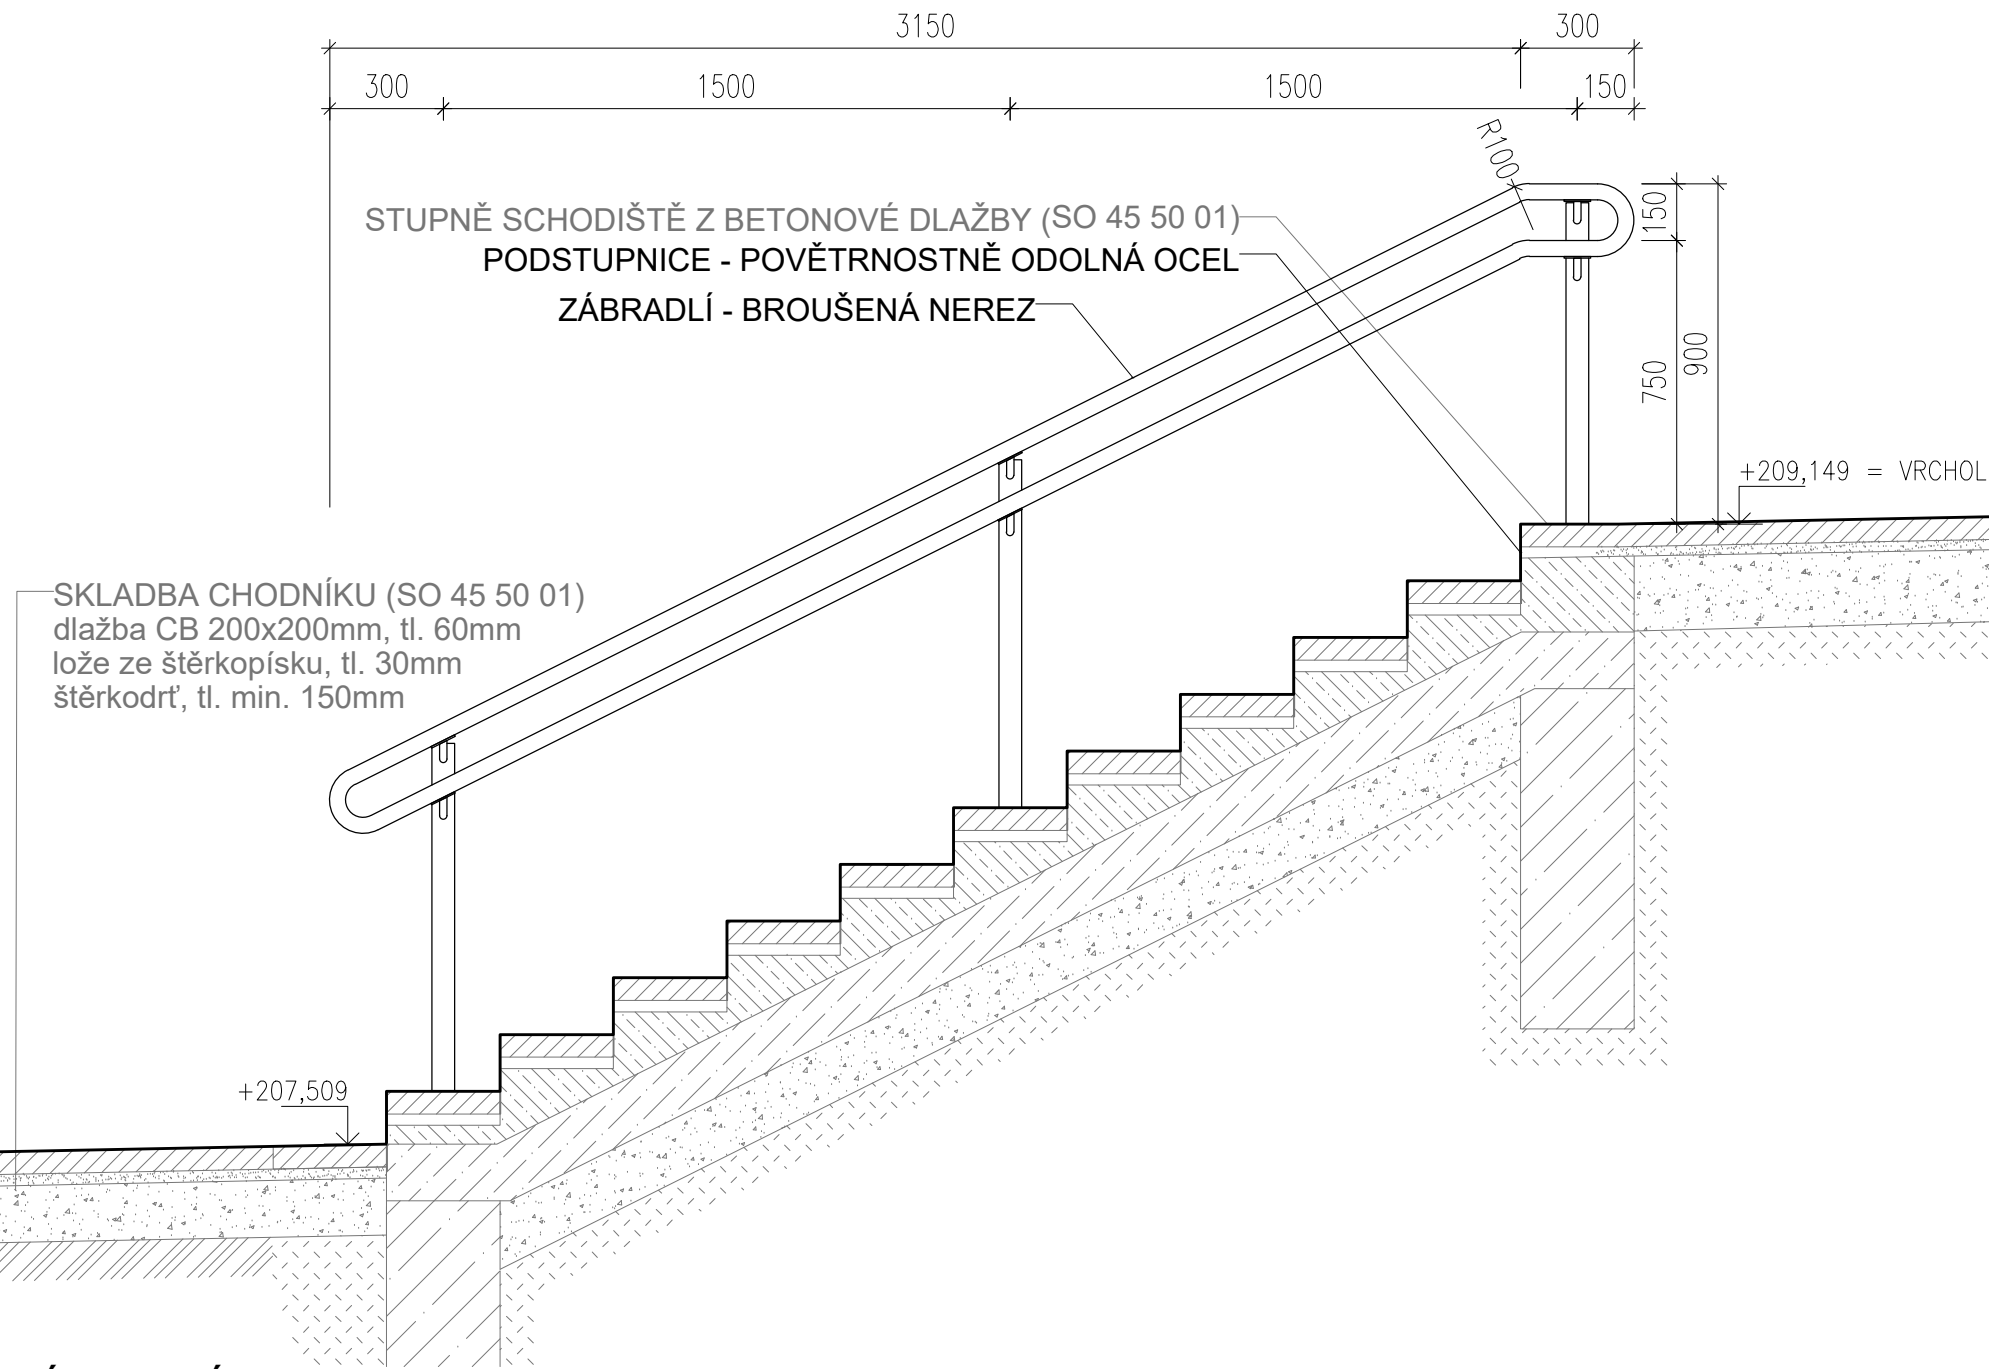 3150
300
300
1500
1500
150
R100
STUPNĚ SCHODIŠTĚ Z BETONOVÉ DLAŽBY (SO 45 50 01)
PODSTUPNICE - POVĚTRNOSTNĚ ODOLNÁ OCEL
ZÁBRADLÍ - BROUŠENÁ NEREZ
150
750
900
+209,149 = VRCHOL
SKLADBA CHODNÍKU (SO 45 50 01)
dlažba CB 200x200mm, tl. 60mm
lože ze štěrkopísku, tl. 30mm
štěrkodrť, tl. min. 150mm
+207,509